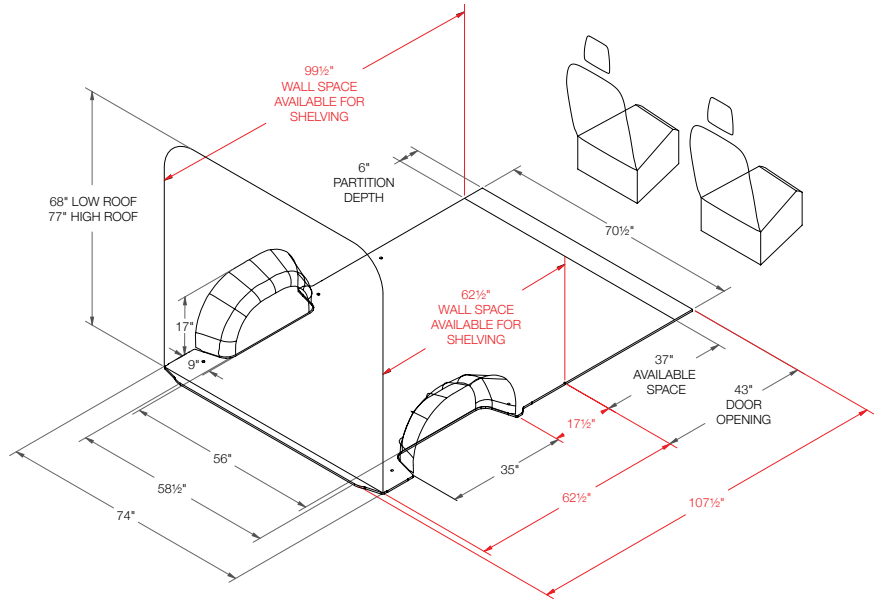 99½"
WALL SPACE
AVAILABLE FOR
SHELVING
6"
PARTITION
DEPTH
68" LOW ROOF
77" HIGH ROOF
70½"
62½"
WALL SPACE
AVAILABLE FOR
SHELVING
17"
9"
37"
AVAILABLE
SPACE
43"
DOOR
OPENING
17½"
56"
35"
58½"
62½"
107½"
74"